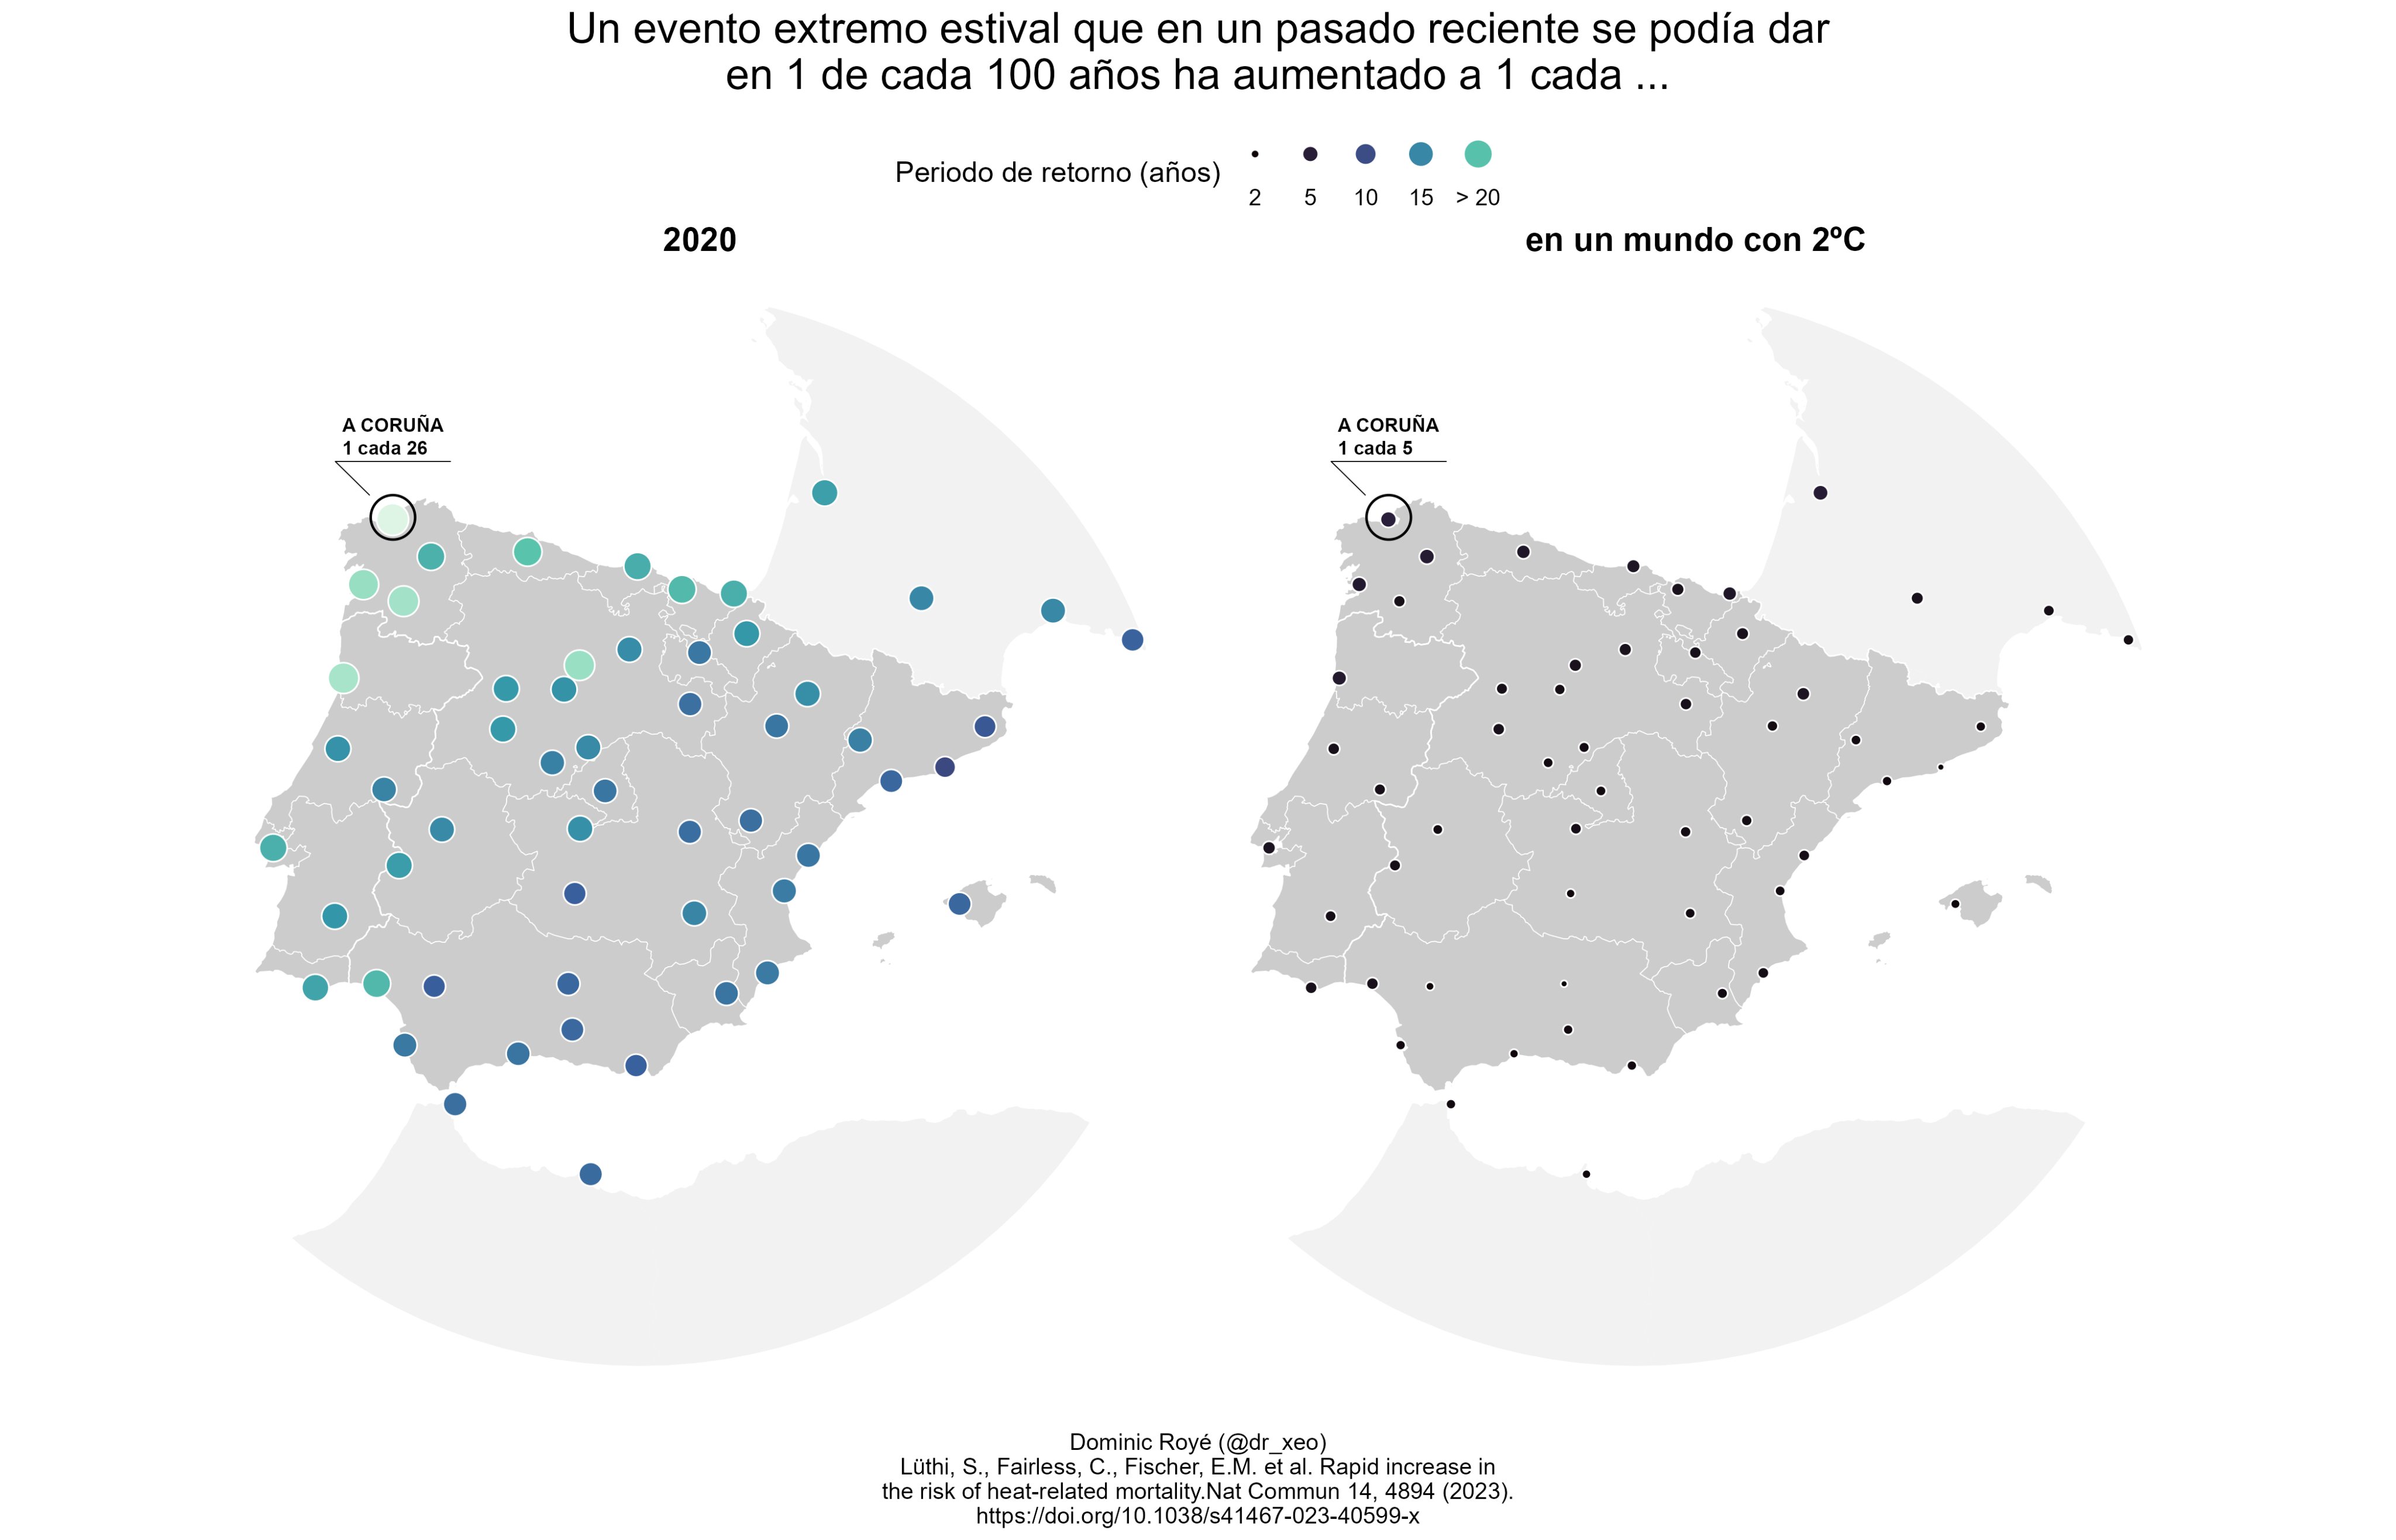 Un evento extremo estival que en un pasado reciente se podía dar
en 1 de cada 100 años ha aumentado a 1 cada ...
Periodo de retorno (años)
2 5 10 15 > 20
2020
en un mundo con 2ºC
A CORUÑA
1 cada 26
A CORUÑA
1 cada 5
Dominic Royé (@dr_xeo)
Lüthi, S., Fairless, C., Fischer, E.M. et al. Rapid increase in
the risk of heat-related mortality.Nat Commun 14, 4894 (2023).
https://doi.org/10.1038/s41467-023-40599-x